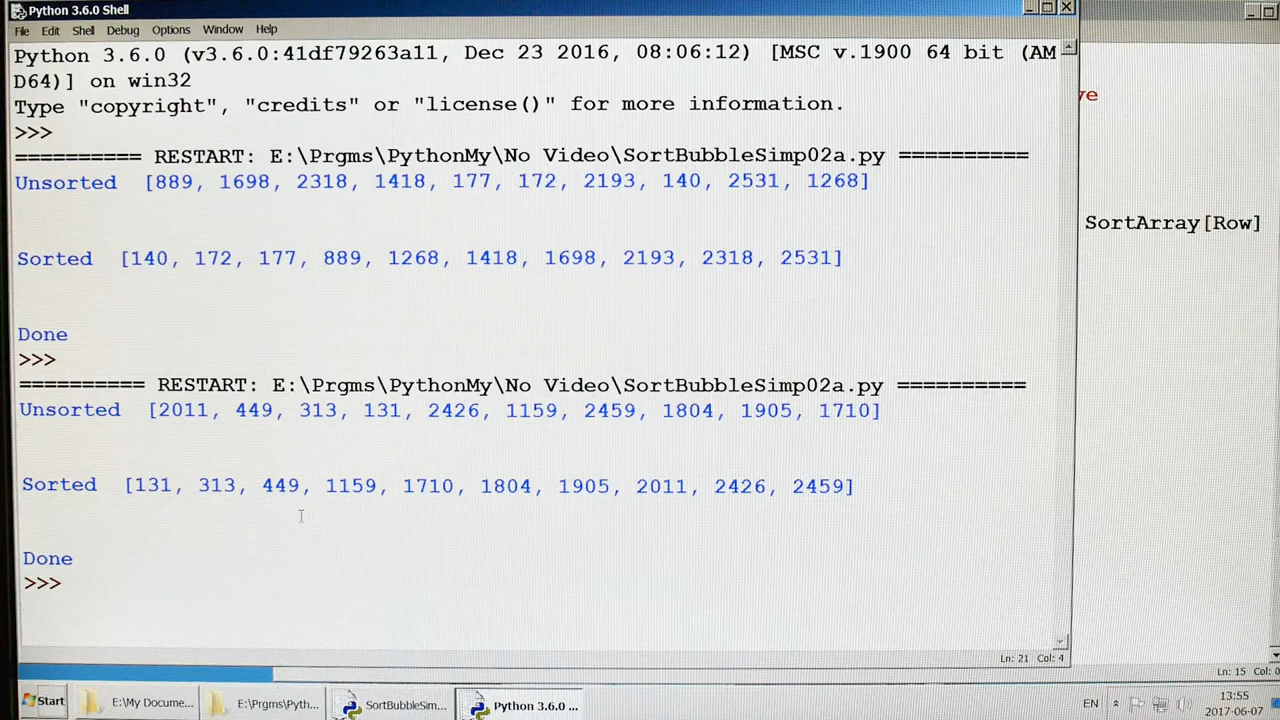 Python 3.6.0 Shell
File Edit Shell Debug Options Window Help
Python 3.6.0 (v3.6.0:41df79263a11, Dec 23 2016, 08:06:12) [MSC v.1900 64 bit (AM
D64)] on win32
Type "copyright", "credits" or "license()" for more information.
>>>
========== RESTART: E:\Prgms\PythonMy\No Video\SortBubbleSimp02a.py ==========
Unsorted [889, 1698, 2318, 1418, 177, 172, 2193, 140, 2531, 1268]
SortArray[Row]
Sorted [140, 172, 177, 889, 1268, 1418, 1698, 2193, 2318, 2531]
Done
>>>
========== RESTART: E:\Prgms\PythonMy\No Video\SortBubbleSimp02a.py ==========
Unsorted [2011, 449, 313, 131, 2426, 1159, 2459, 1804, 1905, 1710]
Sorted [131, 313, 449, 1159, 1710, 1804, 1905, 2011, 2426, 2459]
Done
>>>
Ln: 21 Col: 4
Ln: 15 Col: 0
Start E:\My Docume... E:\Prgms\Pyth... SortBubbleSim... Python 3.6.0 ... EN 13:55
2017-06-07